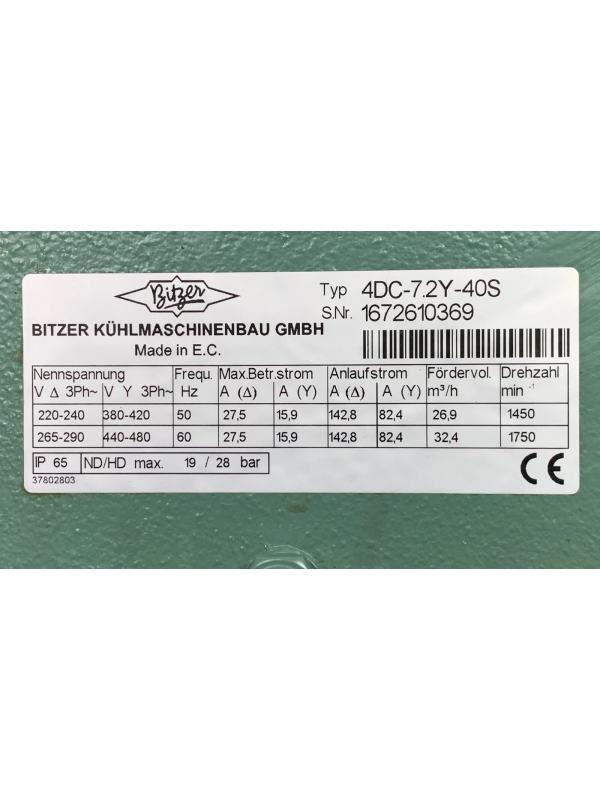 Bitzer
BITZER KÜHLMASCHINENBAU GMBH
Made in E.C.
Typ 4DC-7.2Y-40S
S.Nr. 1672610369
Nennspannung Frequ. Max.Betr.strom Anlaufstrom Fördervol. Drehzahl
V Δ 3Ph~ V Y 3Ph~ Hz A (Δ) A (Y) A (Δ) A (Y) m³/h min -1
220-240 380-420 50 27,5 15,9 142,8 82,4 26,9 1450
265-290 440-480 60 27,5 15,9 142,8 82,4 32,4 1750
IP 65 ND/HD max. 19 / 28 bar
37802803
CE